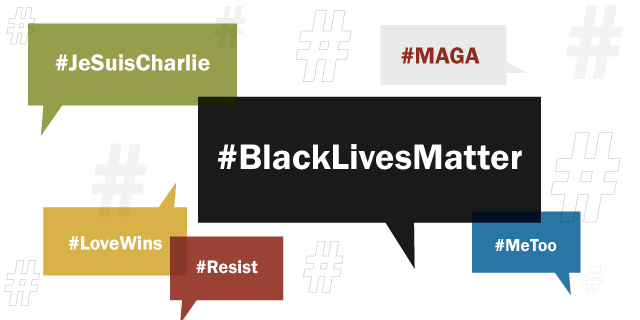 #JeSuisCharlie
#MAGA
#BlackLivesMatter
#LoveWins
#MeToo
#Resist